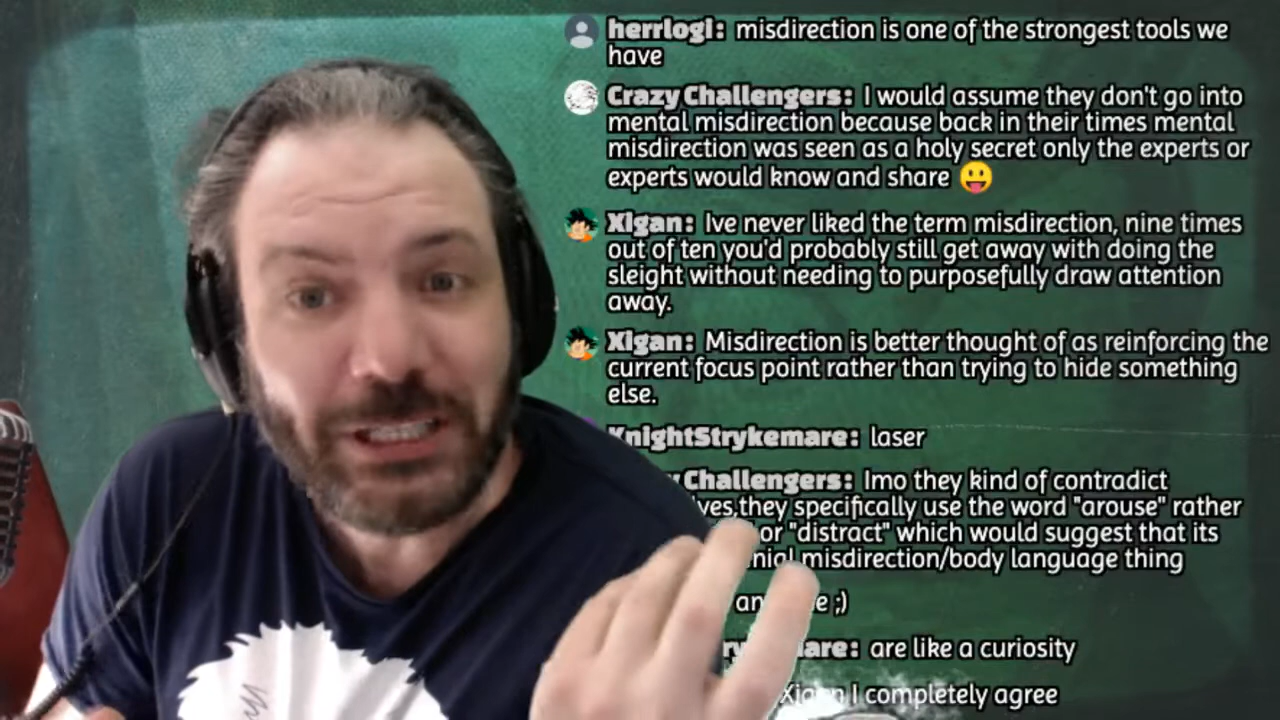 herrlogi: misdirection is one of the strongest tools we
have
Crazy Challengers: I would assume they don't go into
mental misdirection because back in their times mental
misdirection was seen as a holy secret only the experts or
experts would know and share 😛
Xigan: Ive never liked the term misdirection, nine times
out of ten you'd probably still get away with doing the
sleight without needing to purposefully draw attention
away.
Xigan: Misdirection is better thought of as reinforcing the
current focus point rather than trying to hide something
else.
KnightStrykemare: laser
Challengers: Imo they kind of contradict
they specifically use the word "arouse" rather
or "distract" which would suggest that its
misdirection/body language thing
;)
are like a curiosity
I completely agree